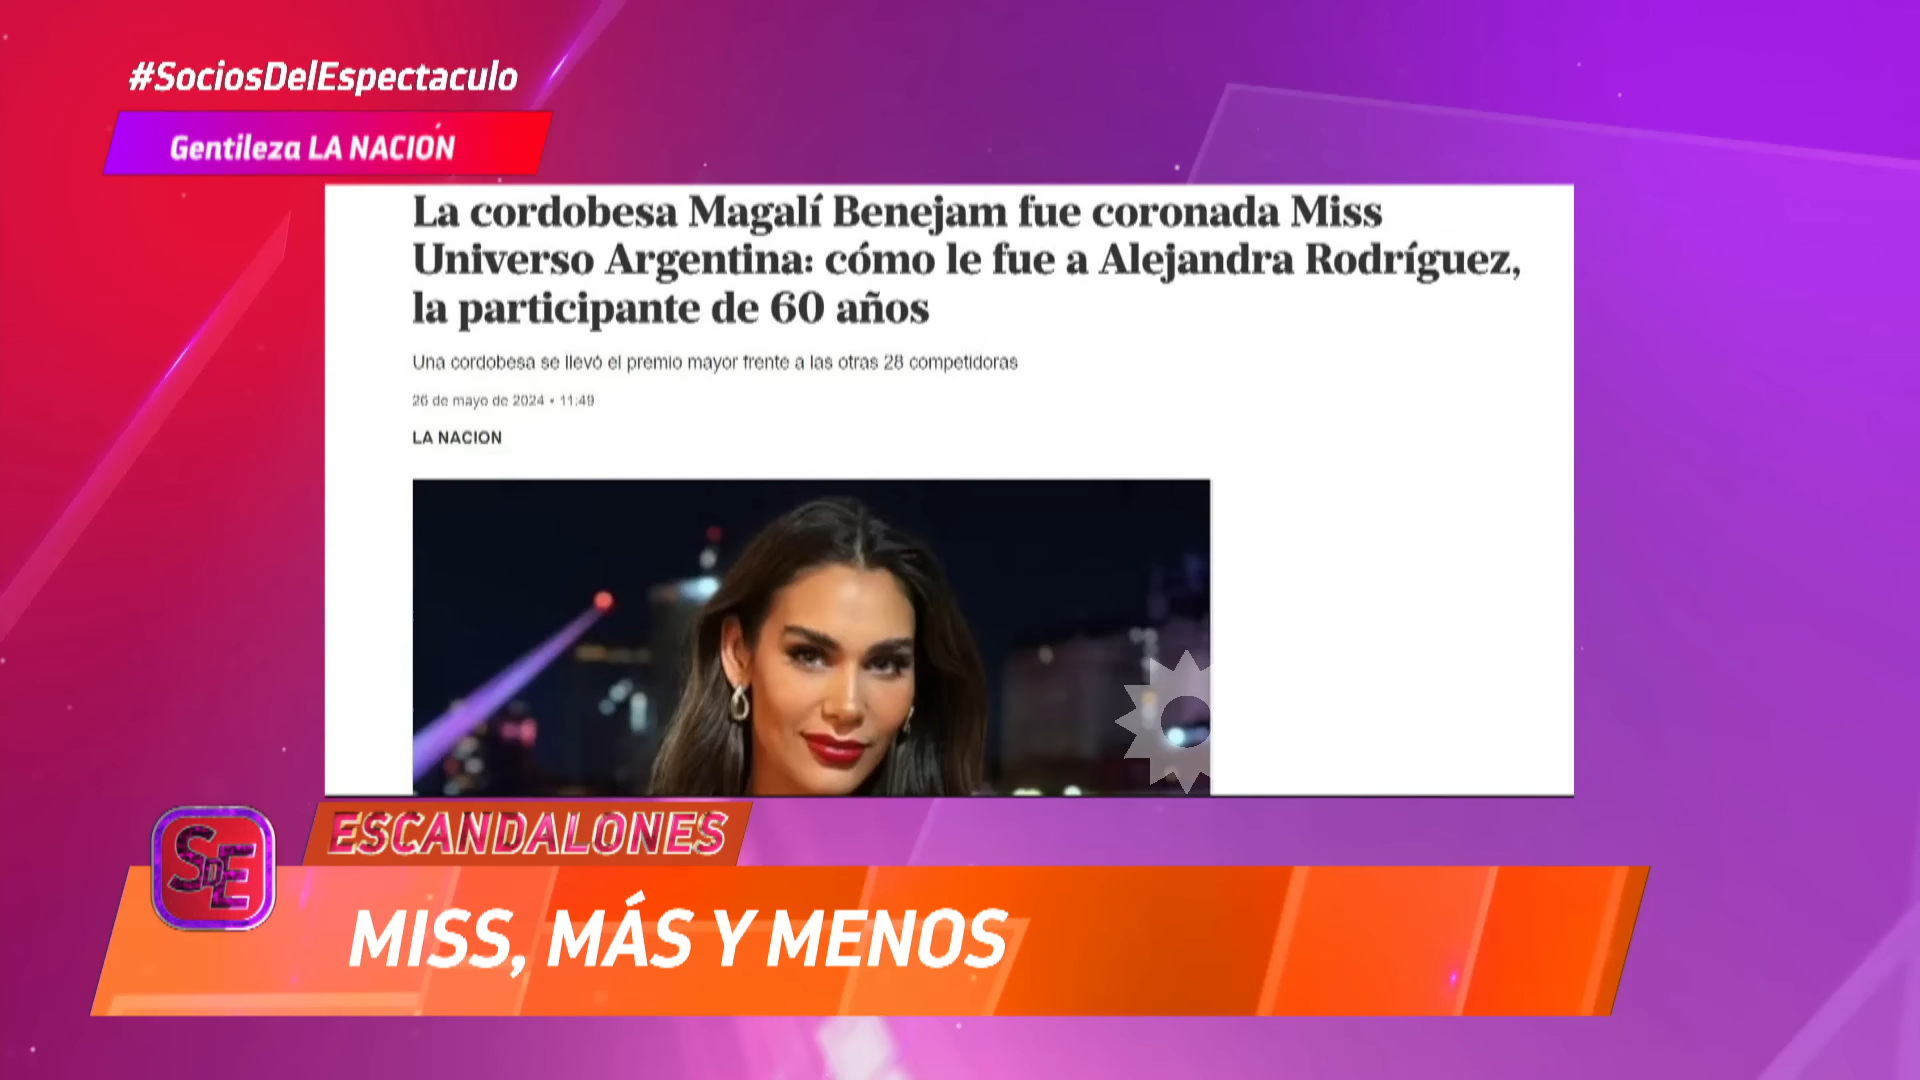 #SociosDelEspectaculo
Gentileza LA NACIÓN
La cordobesa Magalí Benejam fue coronada Miss
Universo Argentina: cómo le fue a Alejandra Rodríguez,
la participante de 60 años
Una cordobesa se llevó el premio mayor frente a las otras 28 competidoras
26 de mayo de 2024 • 11:49
LA NACION
ESCANDALONES
SDE
MISS, MÁS Y MENOS